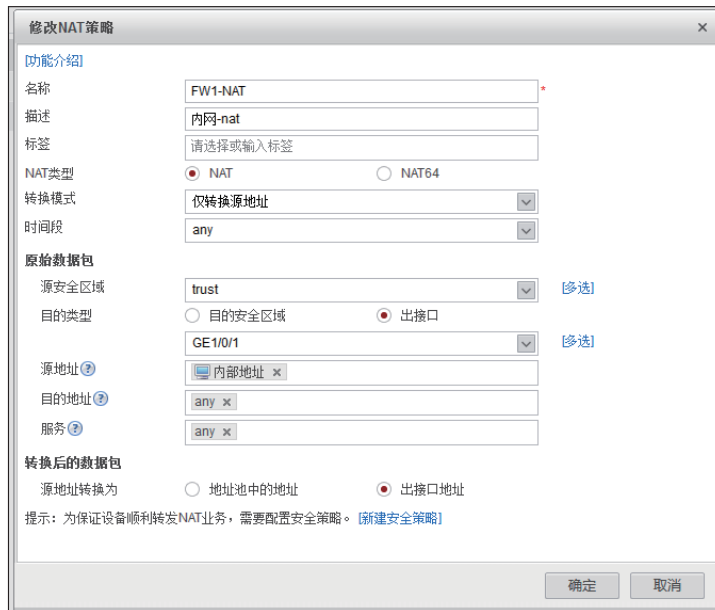 修改NAT策略 ×
[功能介绍]
名称 FW1-NAT *
描述 内网-nat
标签 请选择或输入标签
NAT类型 NAT NAT64
转换模式 仅转换源地址
时间段 any
原始数据包
源安全区域 trust [多选]
目的类型 目的安全区域 出接口
GE1/0/1 [多选]
源地址 ? 内部地址 ×
目的地址 ? any ×
服务 ? any ×
转换后的数据包
源地址转换为 地址池中的地址 出接口地址
提示：为保证设备顺利转发NAT业务，需要配置安全策略。 [新建安全策略]
确定 取消